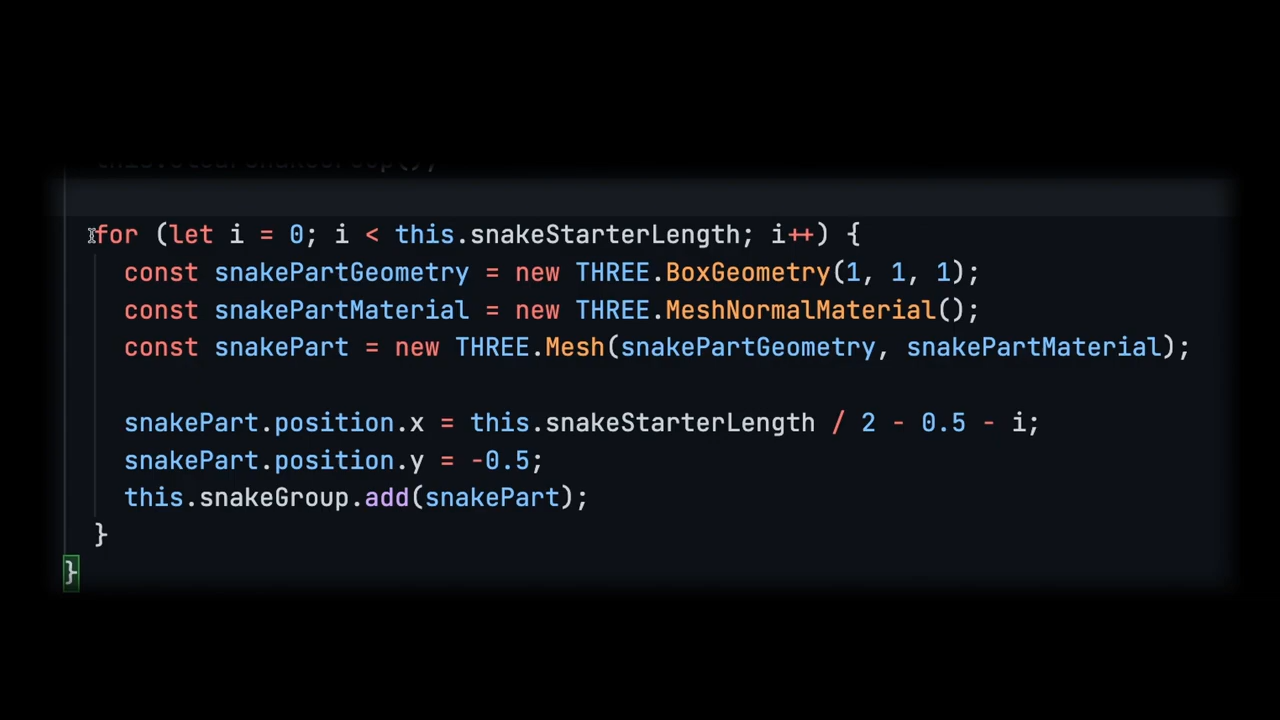 for (let i = 0; i < this.snakeStarterLength; i++) {
const snakePartGeometry = new THREE.BoxGeometry(1, 1, 1);
const snakePartMaterial = new THREE.MeshNormalMaterial();
const snakePart = new THREE.Mesh(snakePartGeometry, snakePartMaterial);
snakePart.position.x = this.snakeStarterLength / 2 - 0.5 - i;
snakePart.position.y = -0.5;
this.snakeGroup.add(snakePart);
}
}